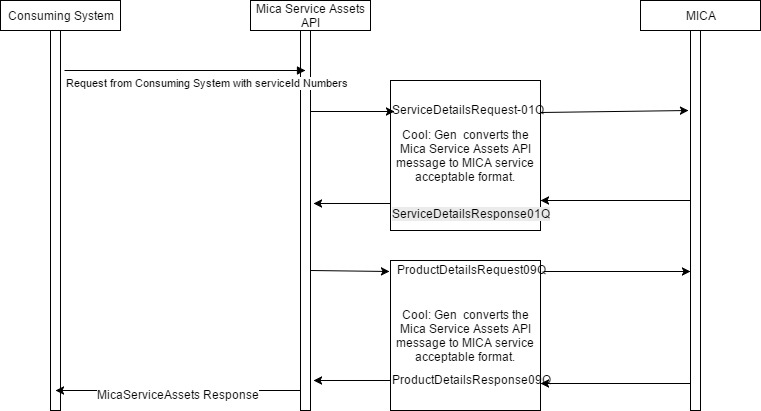 Consuming System
Mica Service Assets
API
MICA
Request from Consuming System with serviceId Numbers
ServiceDetailsRequest-01Q
Cool: Gen converts the
Mica Service Assets API
message to MICA service
acceptable format.
ServiceDetailsResponse01Q
ProductDetailsRequest09Q
Cool: Gen converts the
Mica Service Assets API
message to MICA service
acceptable format.
ProductDetailsResponse09Q
MicaServiceAssets Response